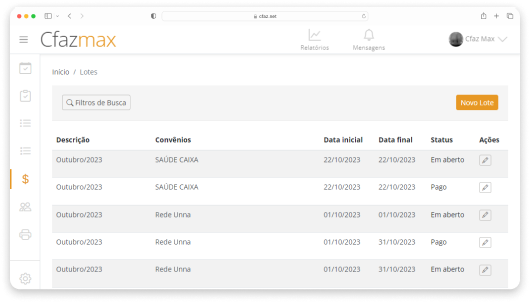 cfaz.net
Cfazmax
Relatórios
Mensagens
Cfaz Max
Início / Lotes
Filtros de Busca
Novo Lote
Descrição Convênios Data inicial Data final Status Ações
Outubro/2023 SAÚDE CAIXA 22/10/2023 22/10/2023 Em aberto
Outubro/2023 SAÚDE CAIXA 22/10/2023 22/10/2023 Pago
Outubro/2023 Rede Unna 01/10/2023 01/10/2023 Em aberto
Outubro/2023 Rede Unna 01/10/2023 31/10/2023 Pago
Outubro/2023 Rede Unna 01/10/2023 31/10/2023 Em aberto